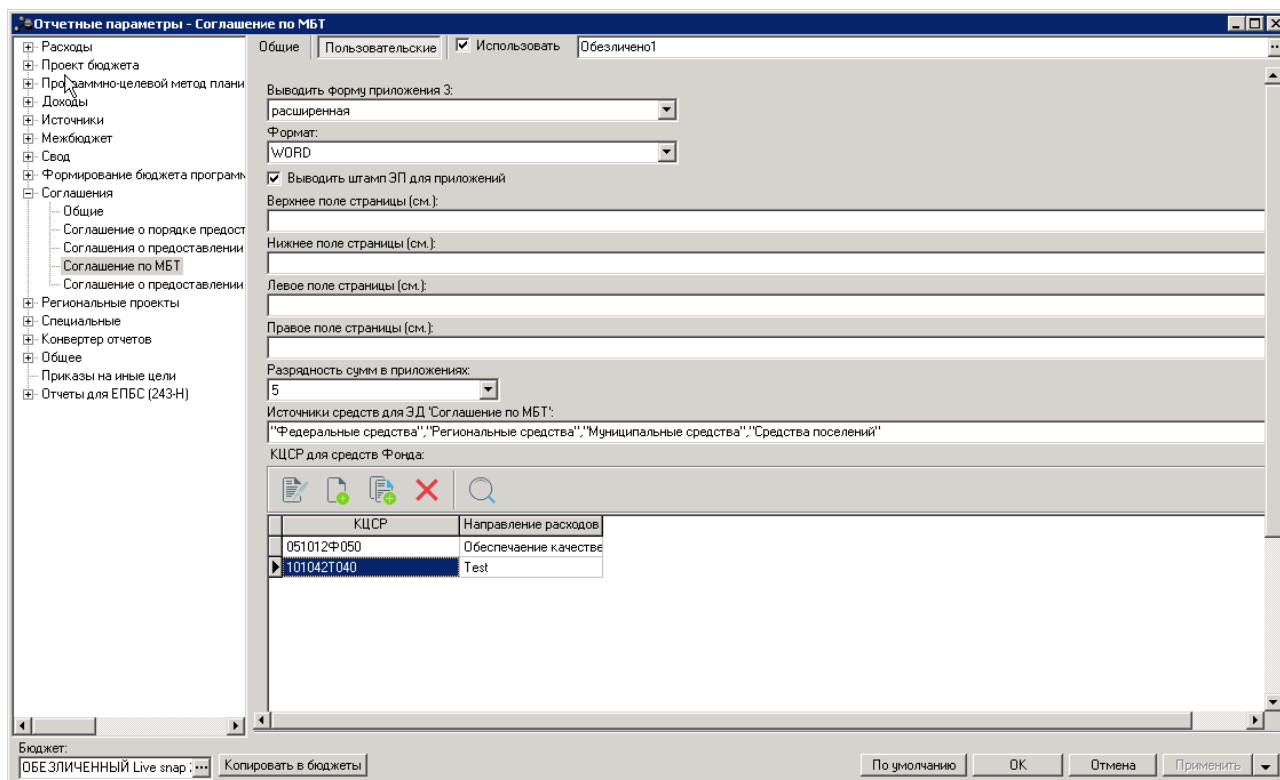 Отчетные параметры - Соглашение по МБТ
Расходы
Проект бюджета
Программно-целевой метод плани
Доходы
Источники
Межбюджет
Свод
Формирование бюджета програмн
Соглашения
Общие
Соглашение о порядке предост
Соглашения о предоставлении
Соглашение по МБТ
Соглашение о предоставлении
Региональные проекты
Специальные
Конвертер отчетов
Общее
Приказы на иные цели
Отчеты для ЕПБС (243-Н)
Общие Пользовательские Использовать Обезличено1
Выводить форму приложения 3:
расширенная
Формат:
WORD
Выводить штамп ЭП для приложений
Верхнее поле страницы (см.):
Нижнее поле страницы (см.):
Левое поле страницы (см.):
Правое поле страницы (см.):
Разрядность сумм в приложениях:
5
Источники средств для ЭД 'Соглашение по МБТ':
"Федеральные средства","Региональные средства","Муниципальные средства","Средства поселений"
КЦСР для средств Фонда:
КЦСР Направление расходов
051012Ф050 Обеспечаение качестве
101042Т040 Test
Бюджет:
ОБЕЗЛИЧЕННЫЙ Live snap ... Копировать в бюджеты По умолчанию OK Отмена Применить